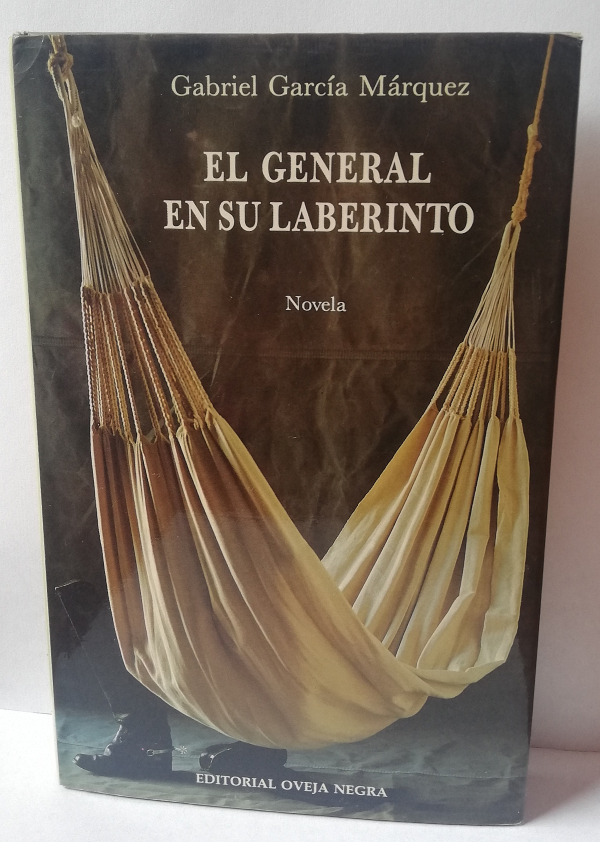 Gabriel García Márquez
EL GENERAL
EN SU LABERINTO
Novela
EDITORIAL OVEJA NEGRA